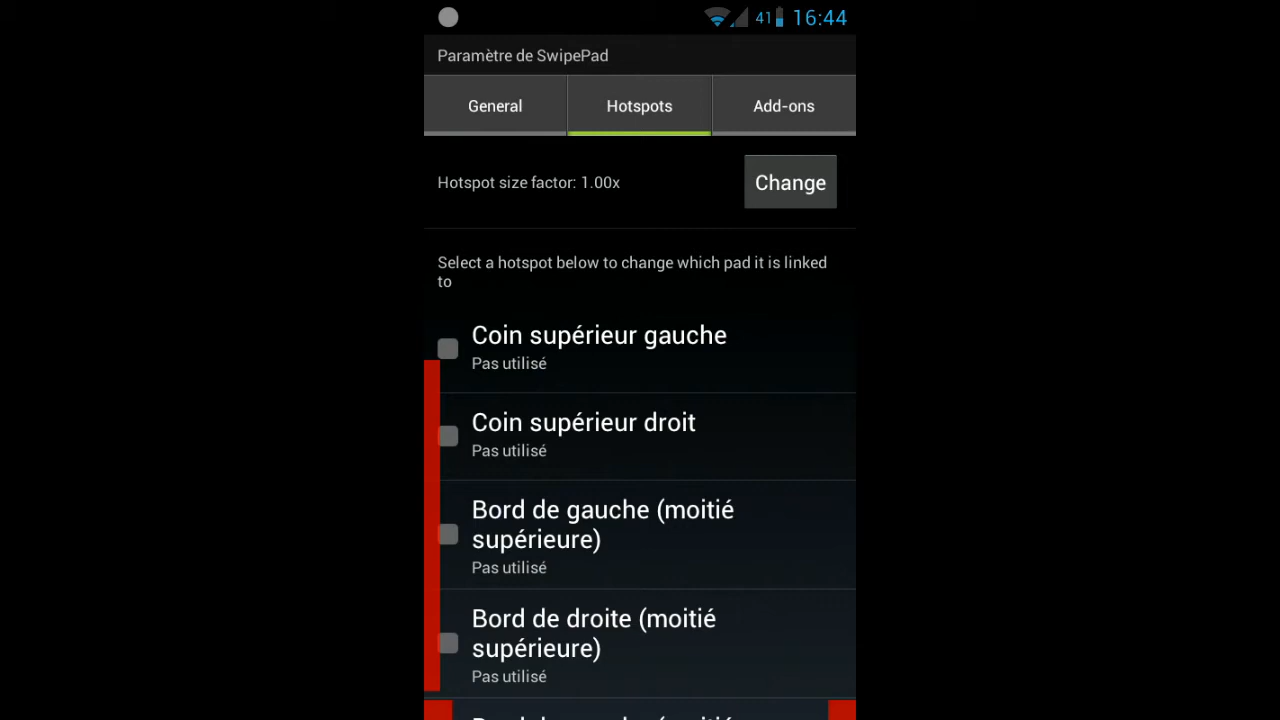 41 16:44
Paramètre de SwipePad
General Hotspots Add-ons
Hotspot size factor: 1.00x Change
Select a hotspot below to change which pad it is linked
to
Coin supérieur gauche
Pas utilisé
Coin supérieur droit
Pas utilisé
Bord de gauche (moitié
supérieure)
Pas utilisé
Bord de droite (moitié
supérieure)
Pas utilisé